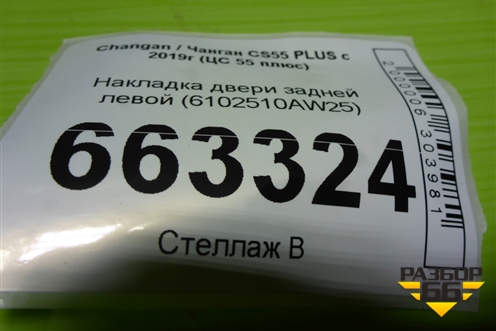 Changan / Чанган CS55 PLUS с
2019г (ЦС 55 плюс)
Накладка двери задней
левой (6102510AW25)
663324
Стеллаж В
2000006303981
РАЗБОР
66